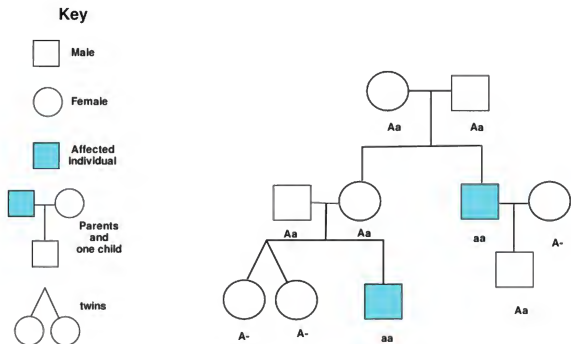 Key
Male
Female
Affected
Individual
Parents
and
one child
twins
Aa
Aa
Aa
Aa
aa
A-
Aa
A-
A-
aa